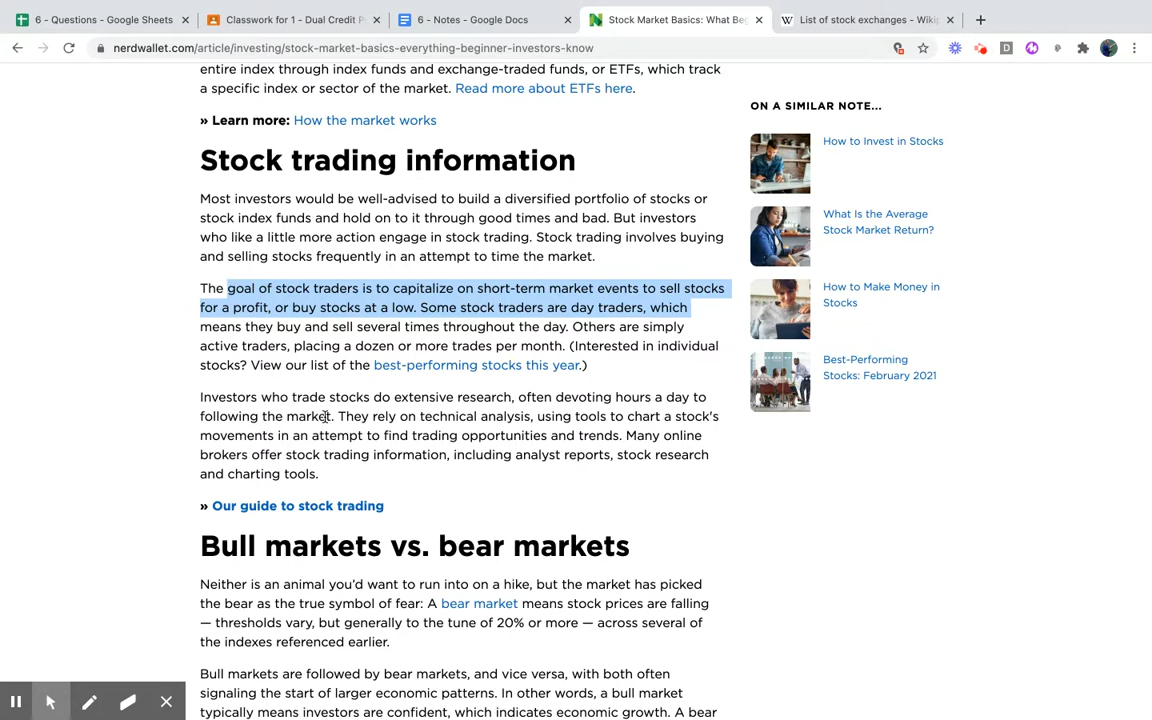 6 - Questions - Google Sheets
Classwork for 1 - Dual Credit P
6 - Notes - Google Docs
Stock Market Basics: What Beg
List of stock exchanges - Wikip
nerdwallet.com/article/investing/stock-market-basics-everything-beginner-investors-know
entire index through index funds and exchange-traded funds, or ETFs, which track
a specific index or sector of the market. Read more about ETFs here.
» Learn more: How the market works
Stock trading information
Most investors would be well-advised to build a diversified portfolio of stocks or
stock index funds and hold on to it through good times and bad. But investors
who like a little more action engage in stock trading. Stock trading involves buying
and selling stocks frequently in an attempt to time the market.
The goal of stock traders is to capitalize on short-term market events to sell stocks
for a profit, or buy stocks at a low. Some stock traders are day traders, which
means they buy and sell several times throughout the day. Others are simply
active traders, placing a dozen or more trades per month. (Interested in individual
stocks? View our list of the best-performing stocks this year.)
Investors who trade stocks do extensive research, often devoting hours a day to
following the market. They rely on technical analysis, using tools to chart a stock's
movements in an attempt to find trading opportunities and trends. Many online
brokers offer stock trading information, including analyst reports, stock research
and charting tools.
» Our guide to stock trading
Bull markets vs. bear markets
Neither is an animal you'd want to run into on a hike, but the market has picked
the bear as the true symbol of fear: A bear market means stock prices are falling
— thresholds vary, but generally to the tune of 20% or more — across several of
the indexes referenced earlier.
Bull markets are followed by bear markets, and vice versa, with both often
signaling the start of larger economic patterns. In other words, a bull market
typically means investors are confident, which indicates economic growth. A bear
ON A SIMILAR NOTE...
How to Invest in Stocks
What Is the Average
Stock Market Return?
How to Make Money in
Stocks
Best-Performing
Stocks: February 2021